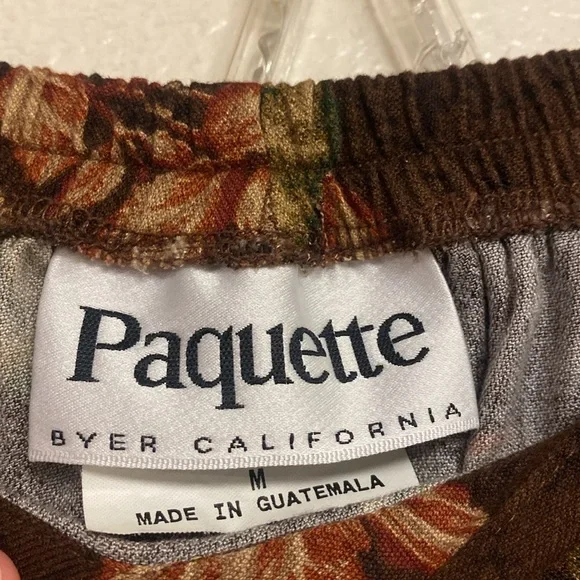 Paquette
BYER CALIFORNIA
M
MADE IN GUATEMALA